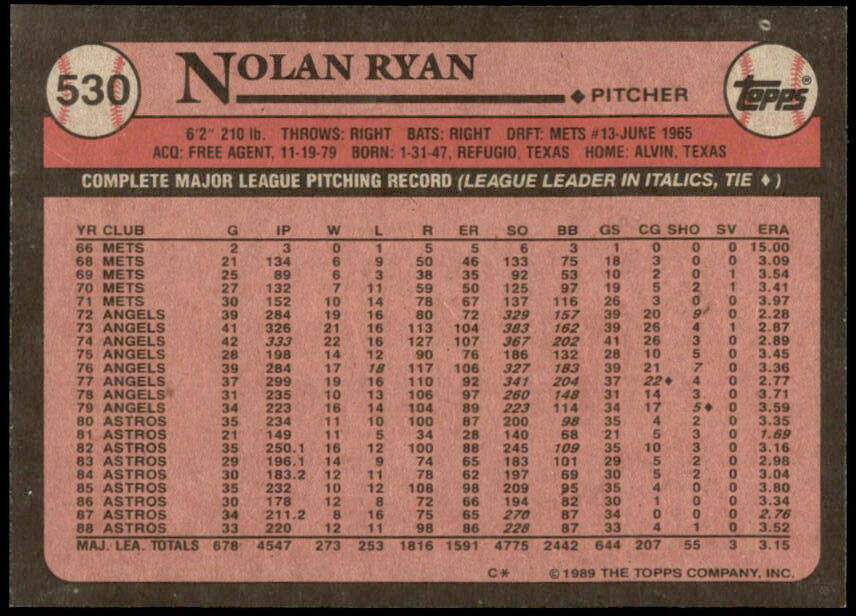 530 NOLAN RYAN Topps®
PITCHER
6'2" 210 lb. THROWS: RIGHT BATS: RIGHT DRFT: METS #13-JUNE 1965
ACQ: FREE AGENT, 11-19-79 BORN: 1-31-47, REFUGIO, TEXAS HOME: ALVIN, TEXAS
COMPLETE MAJOR LEAGUE PITCHING RECORD (LEAGUE LEADER IN ITALICS, TIE ♦)
YR CLUB G IP W L R ER SO BB GS CG SHO SV ERA
66 METS 2 3 0 1 5 5 6 3 1 0 0 0 15.00
68 METS 21 134 6 9 50 46 133 75 18 3 0 0 3.09
69 METS 25 89 6 3 38 35 92 53 10 2 0 1 3.54
70 METS 27 132 7 11 59 50 125 97 19 5 2 1 3.41
71 METS 30 152 10 14 78 67 137 116 26 3 0 0 3.97
72 ANGELS 39 284 19 16 80 72 329 157 39 20 9 0 2.28
73 ANGELS 41 326 21 16 113 104 383 162 39 26 4 1 2.87
74 ANGELS 42 333 22 16 127 107 367 202 41 26 3 0 2.89
75 ANGELS 28 198 14 12 90 76 186 132 28 10 5 0 3.45
76 ANGELS 39 284 17 18 117 106 327 183 39 21 7 0 3.36
77 ANGELS 37 299 19 16 110 92 341 204 37 22♦ 4 0 2.77
78 ANGELS 31 235 10 13 106 97 260 148 31 14 3 0 3.71
79 ANGELS 34 223 16 14 104 89 223 114 34 17 5♦ 0 3.59
80 ASTROS 35 234 11 10 100 87 200 98 35 4 2 0 3.35
81 ASTROS 21 149 11 5 34 28 140 68 21 5 3 0 1.69
82 ASTROS 35 250.1 16 12 100 88 245 109 35 10 3 0 3.16
83 ASTROS 29 196.1 14 9 74 65 183 101 29 5 2 0 2.98
84 ASTROS 30 183.2 12 11 78 62 197 69 30 5 2 0 3.04
85 ASTROS 35 232 10 12 108 98 209 95 35 4 0 0 3.80
86 ASTROS 30 178 12 8 72 66 194 82 30 1 0 0 3.34
87 ASTROS 34 211.2 8 16 75 65 270 87 34 0 0 0 2.76
88 ASTROS 33 220 12 11 98 86 228 87 33 4 1 0 3.52
MAJ. LEA. TOTALS 678 4547 273 253 1816 1591 4775 2442 644 207 55 3 3.15
C* ©1989 THE TOPPS COMPANY, INC.